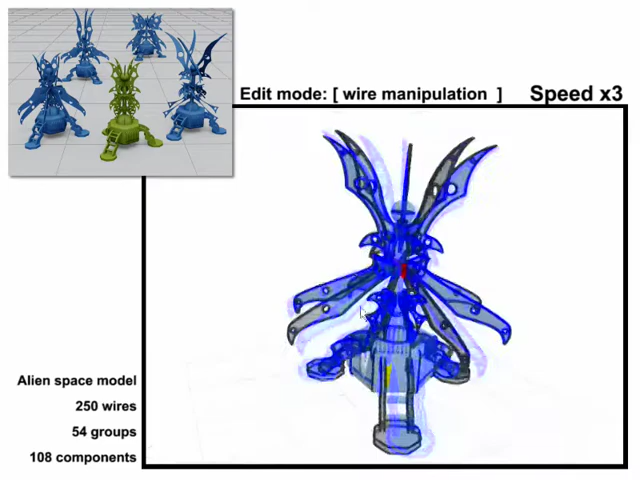 Edit mode: [ wire manipulation ]
Speed x3
Alien space model
250 wires
54 groups
108 components